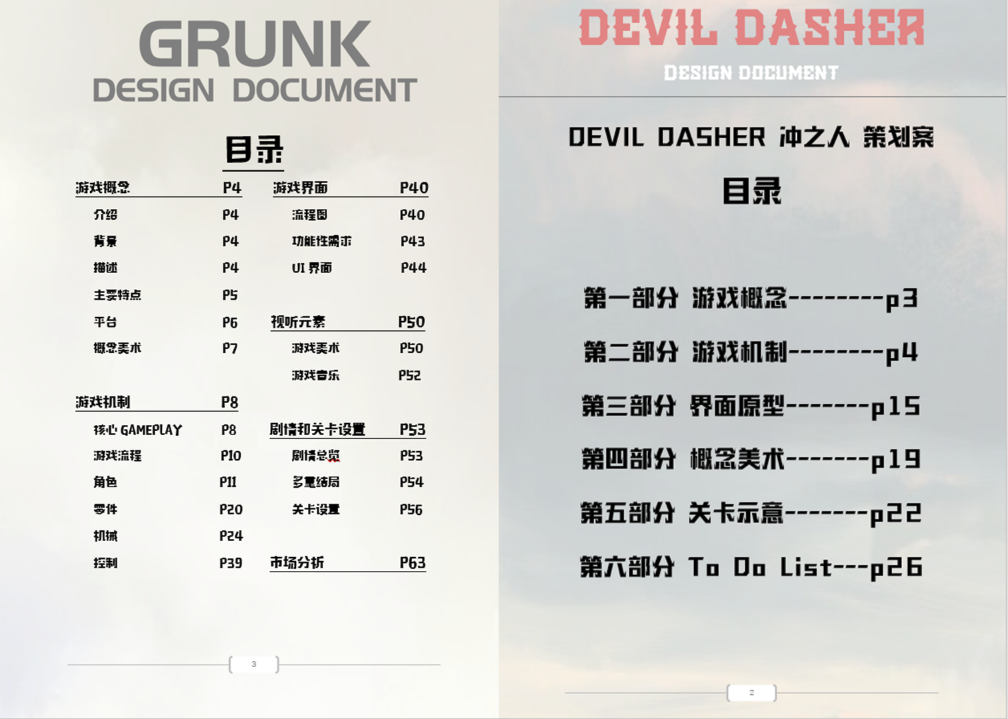 GRUNK
DESIGN DOCUMENT
目录
游戏概念 P4
介绍 P4
背景 P4
描述 P4
主要特点 P5
平台 P6
概念美术 P7
游戏机制 P8
核心 GAMEPLAY P8
游戏流程 P10
角色 P11
零件 P20
机械 P24
控制 P39
游戏界面 P40
流程图 P40
功能性需求 P43
UI 界面 P44
视听元素 P50
游戏美术 P50
游戏音乐 P52
剧情和关卡设置 P53
剧情总览 P53
多重结局 P54
关卡设置 P56
市场分析 P63
3
DEVIL DASHER
DESIGN DOCUMENT
DEVIL DASHER 冲之人 策划案
目录
第一部分 游戏概念--------p3
第二部分 游戏机制--------p4
第三部分 界面原型-------p15
第四部分 概念美术-------p19
第五部分 关卡示意-------p22
第六部分 To Do List---p26
2